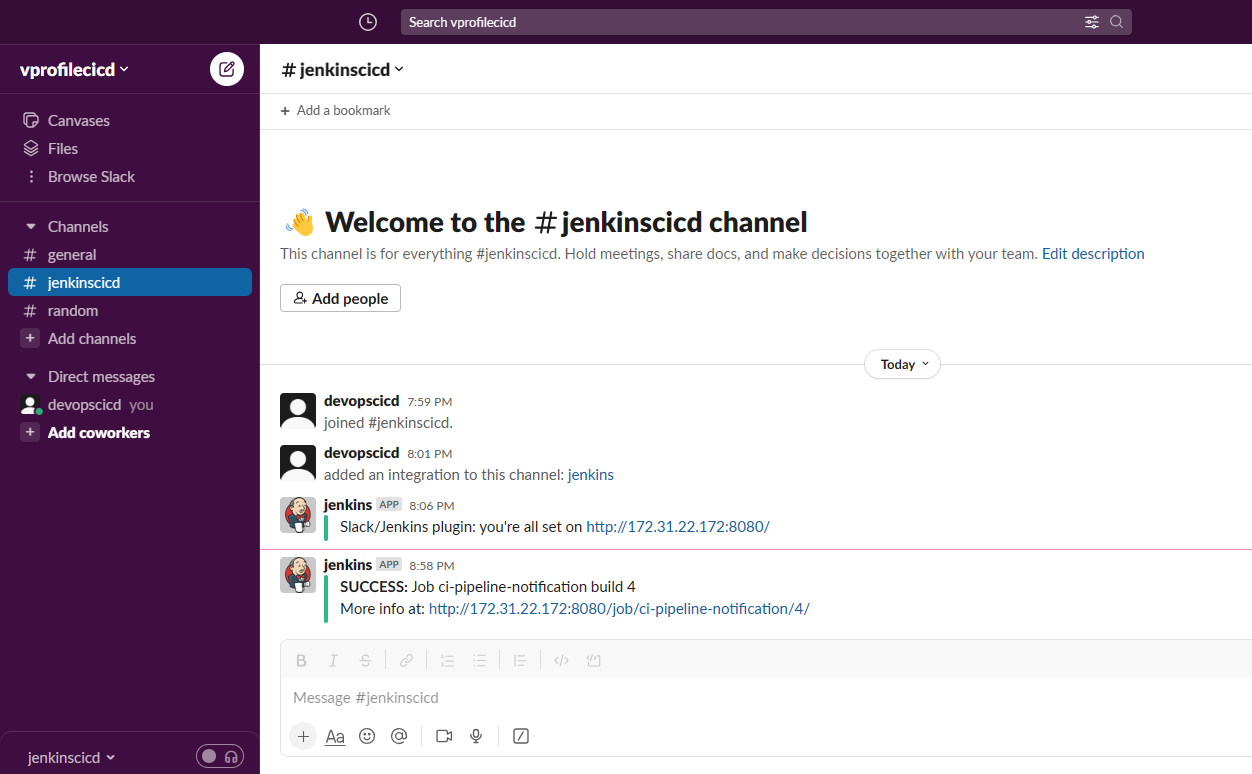 Search vprofilecicd
vprofilecicd
Canvases
Files
Browse Slack
Channels
# general
# jenkinscicd
# random
+ Add channels
Direct messages
devopscicd you
+ Add coworkers
jenkinscicd
# jenkinscicd
+ Add a bookmark
Welcome to the # jenkinscicd channel
This channel is for everything #jenkinscicd. Hold meetings, share docs, and make decisions together with your team. Edit description
Add people
Today
devopscicd 7:59 PM
joined #jenkinscicd.
devopscicd 8:01 PM
added an integration to this channel: jenkins
jenkins APP 8:06 PM
Slack/Jenkins plugin: you're all set on http://172.31.22.172:8080/
jenkins APP 8:58 PM
SUCCESS: Job ci-pipeline-notification build 4
More info at: http://172.31.22.172:8080/job/ci-pipeline-notification/4/
B I S
Message #jenkinscicd
+ Aa @